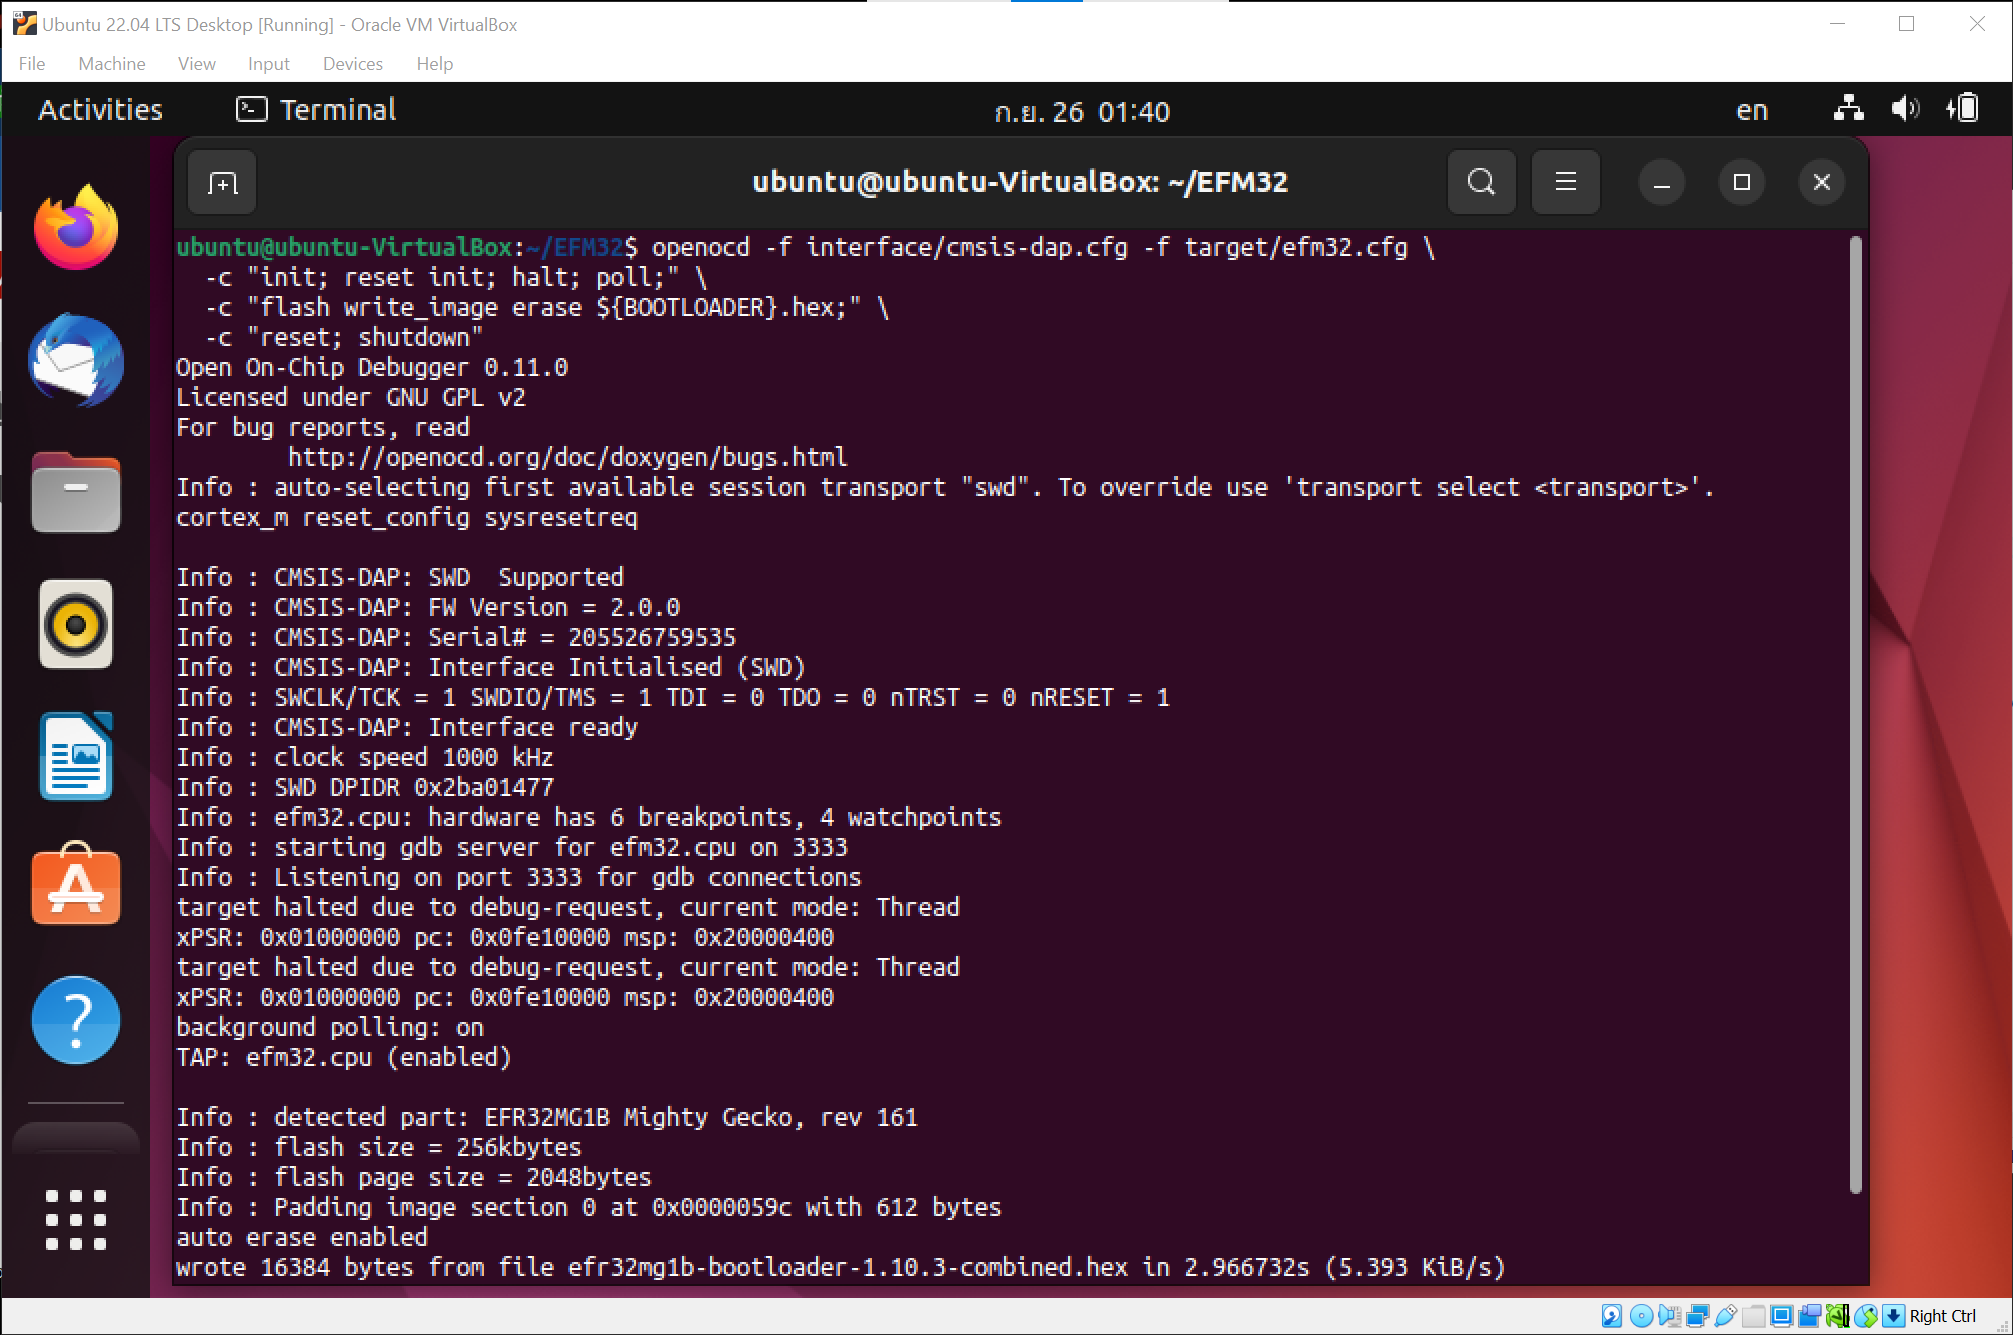 Ubuntu 22.04 LTS Desktop [Running] - Oracle VM VirtualBox
File Machine View Input Devices Help
Activities Terminal ก.ย. 26 01:40 en
ubuntu@ubuntu-VirtualBox: ~/EFM32
ubuntu@ubuntu-VirtualBox:~/EFM32$ openocd -f interface/cmsis-dap.cfg -f target/efm32.cfg \
  -c "init; reset init; halt; poll;" \
  -c "flash write_image erase ${BOOTLOADER}.hex;" \
  -c "reset; shutdown"
Open On-Chip Debugger 0.11.0
Licensed under GNU GPL v2
For bug reports, read
        http://openocd.org/doc/doxygen/bugs.html
Info : auto-selecting first available session transport "swd". To override use 'transport select <transport>'.
cortex_m reset_config sysresetreq

Info : CMSIS-DAP: SWD  Supported
Info : CMSIS-DAP: FW Version = 2.0.0
Info : CMSIS-DAP: Serial# = 205526759535
Info : CMSIS-DAP: Interface Initialised (SWD)
Info : SWCLK/TCK = 1 SWDIO/TMS = 1 TDI = 0 TDO = 0 nTRST = 0 nRESET = 1
Info : CMSIS-DAP: Interface ready
Info : clock speed 1000 kHz
Info : SWD DPIDR 0x2ba01477
Info : efm32.cpu: hardware has 6 breakpoints, 4 watchpoints
Info : starting gdb server for efm32.cpu on 3333
Info : Listening on port 3333 for gdb connections
target halted due to debug-request, current mode: Thread
xPSR: 0x01000000 pc: 0x0fe10000 msp: 0x20000400
target halted due to debug-request, current mode: Thread
xPSR: 0x01000000 pc: 0x0fe10000 msp: 0x20000400
background polling: on
TAP: efm32.cpu (enabled)

Info : detected part: EFR32MG1B Mighty Gecko, rev 161
Info : flash size = 256kbytes
Info : flash page size = 2048bytes
Info : Padding image section 0 at 0x0000059c with 612 bytes
auto erase enabled
wrote 16384 bytes from file efr32mg1b-bootloader-1.10.3-combined.hex in 2.966732s (5.393 KiB/s)
Right Ctrl